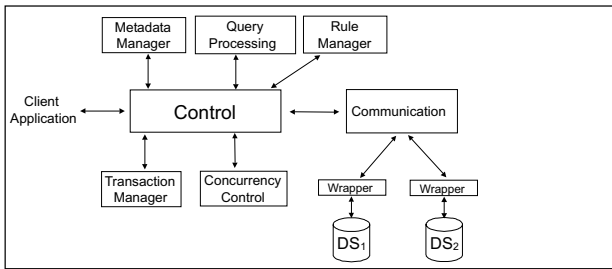 Metadata
Manager
Query
Processing
Rule
Manager
Client
Application
Control
Communication
Transaction
Manager
Concurrency
Control
Wrapper
Wrapper
DS₁
DS₂